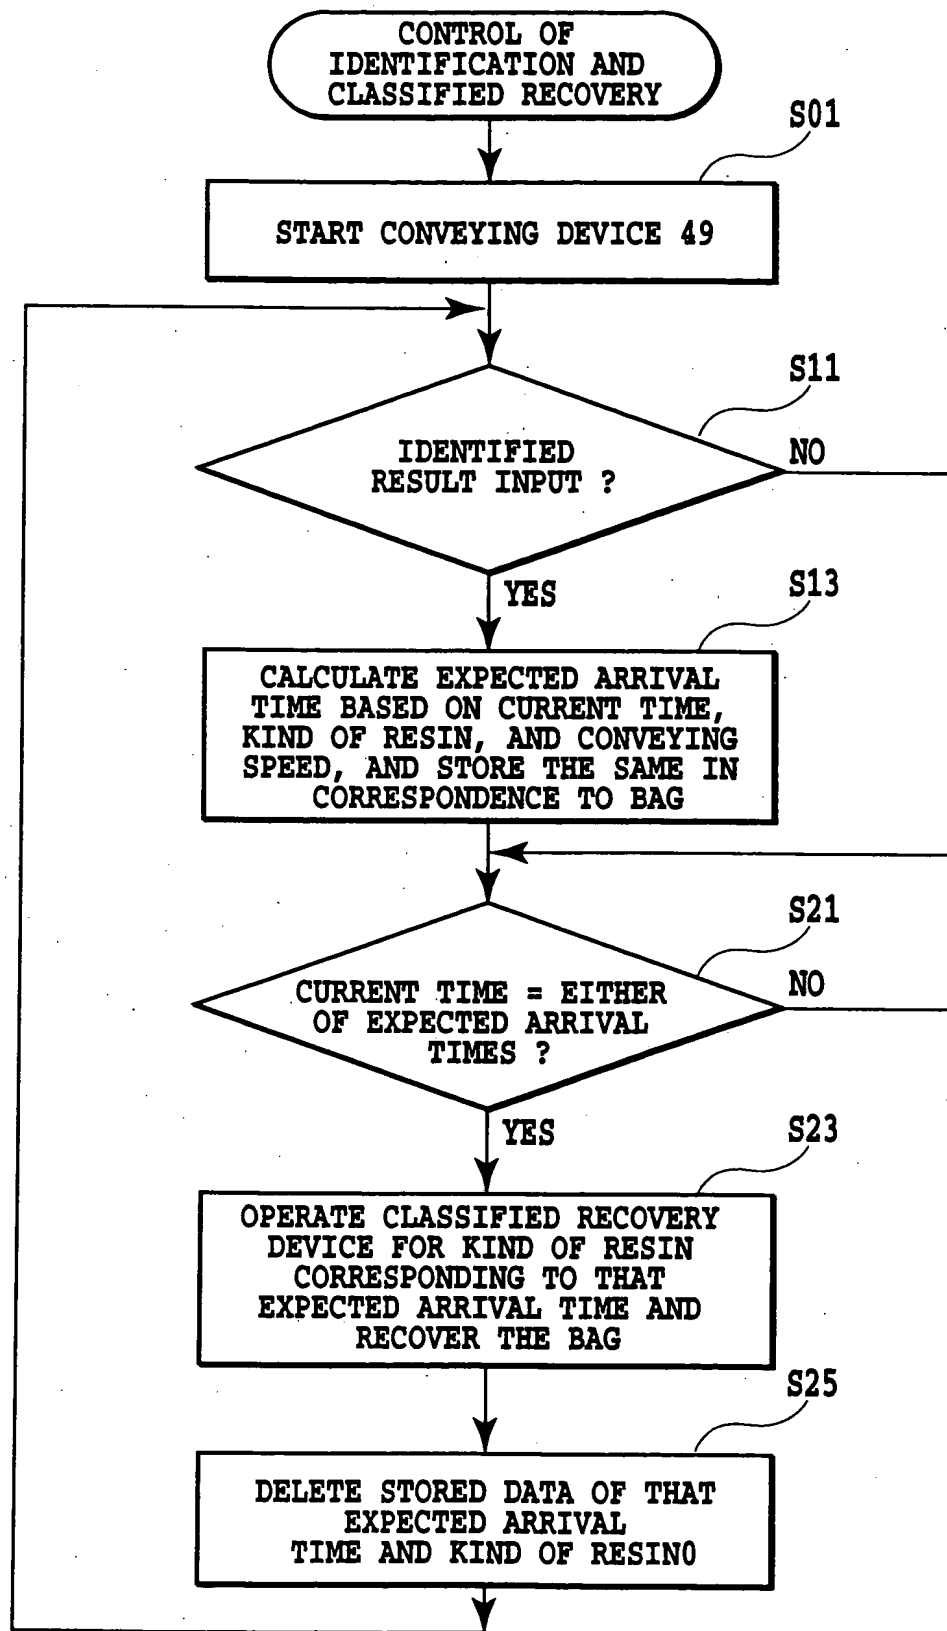 CONTROL OF
IDENTIFICATION AND
CLASSIFIED RECOVERY
S01
START CONVEYING DEVICE 49
S11
IDENTIFIED
RESULT INPUT ?
NO
YES
S13
CALCULATE EXPECTED ARRIVAL
TIME BASED ON CURRENT TIME,
KIND OF RESIN, AND CONVEYING
SPEED, AND STORE THE SAME IN
CORRESPONDENCE TO BAG
S21
CURRENT TIME = EITHER
OF EXPECTED ARRIVAL
TIMES ?
NO
YES
S23
OPERATE CLASSIFIED RECOVERY
DEVICE FOR KIND OF RESIN
CORRESPONDING TO THAT
EXPECTED ARRIVAL TIME AND
RECOVER THE BAG
S25
DELETE STORED DATA OF THAT
EXPECTED ARRIVAL
TIME AND KIND OF RESIN0